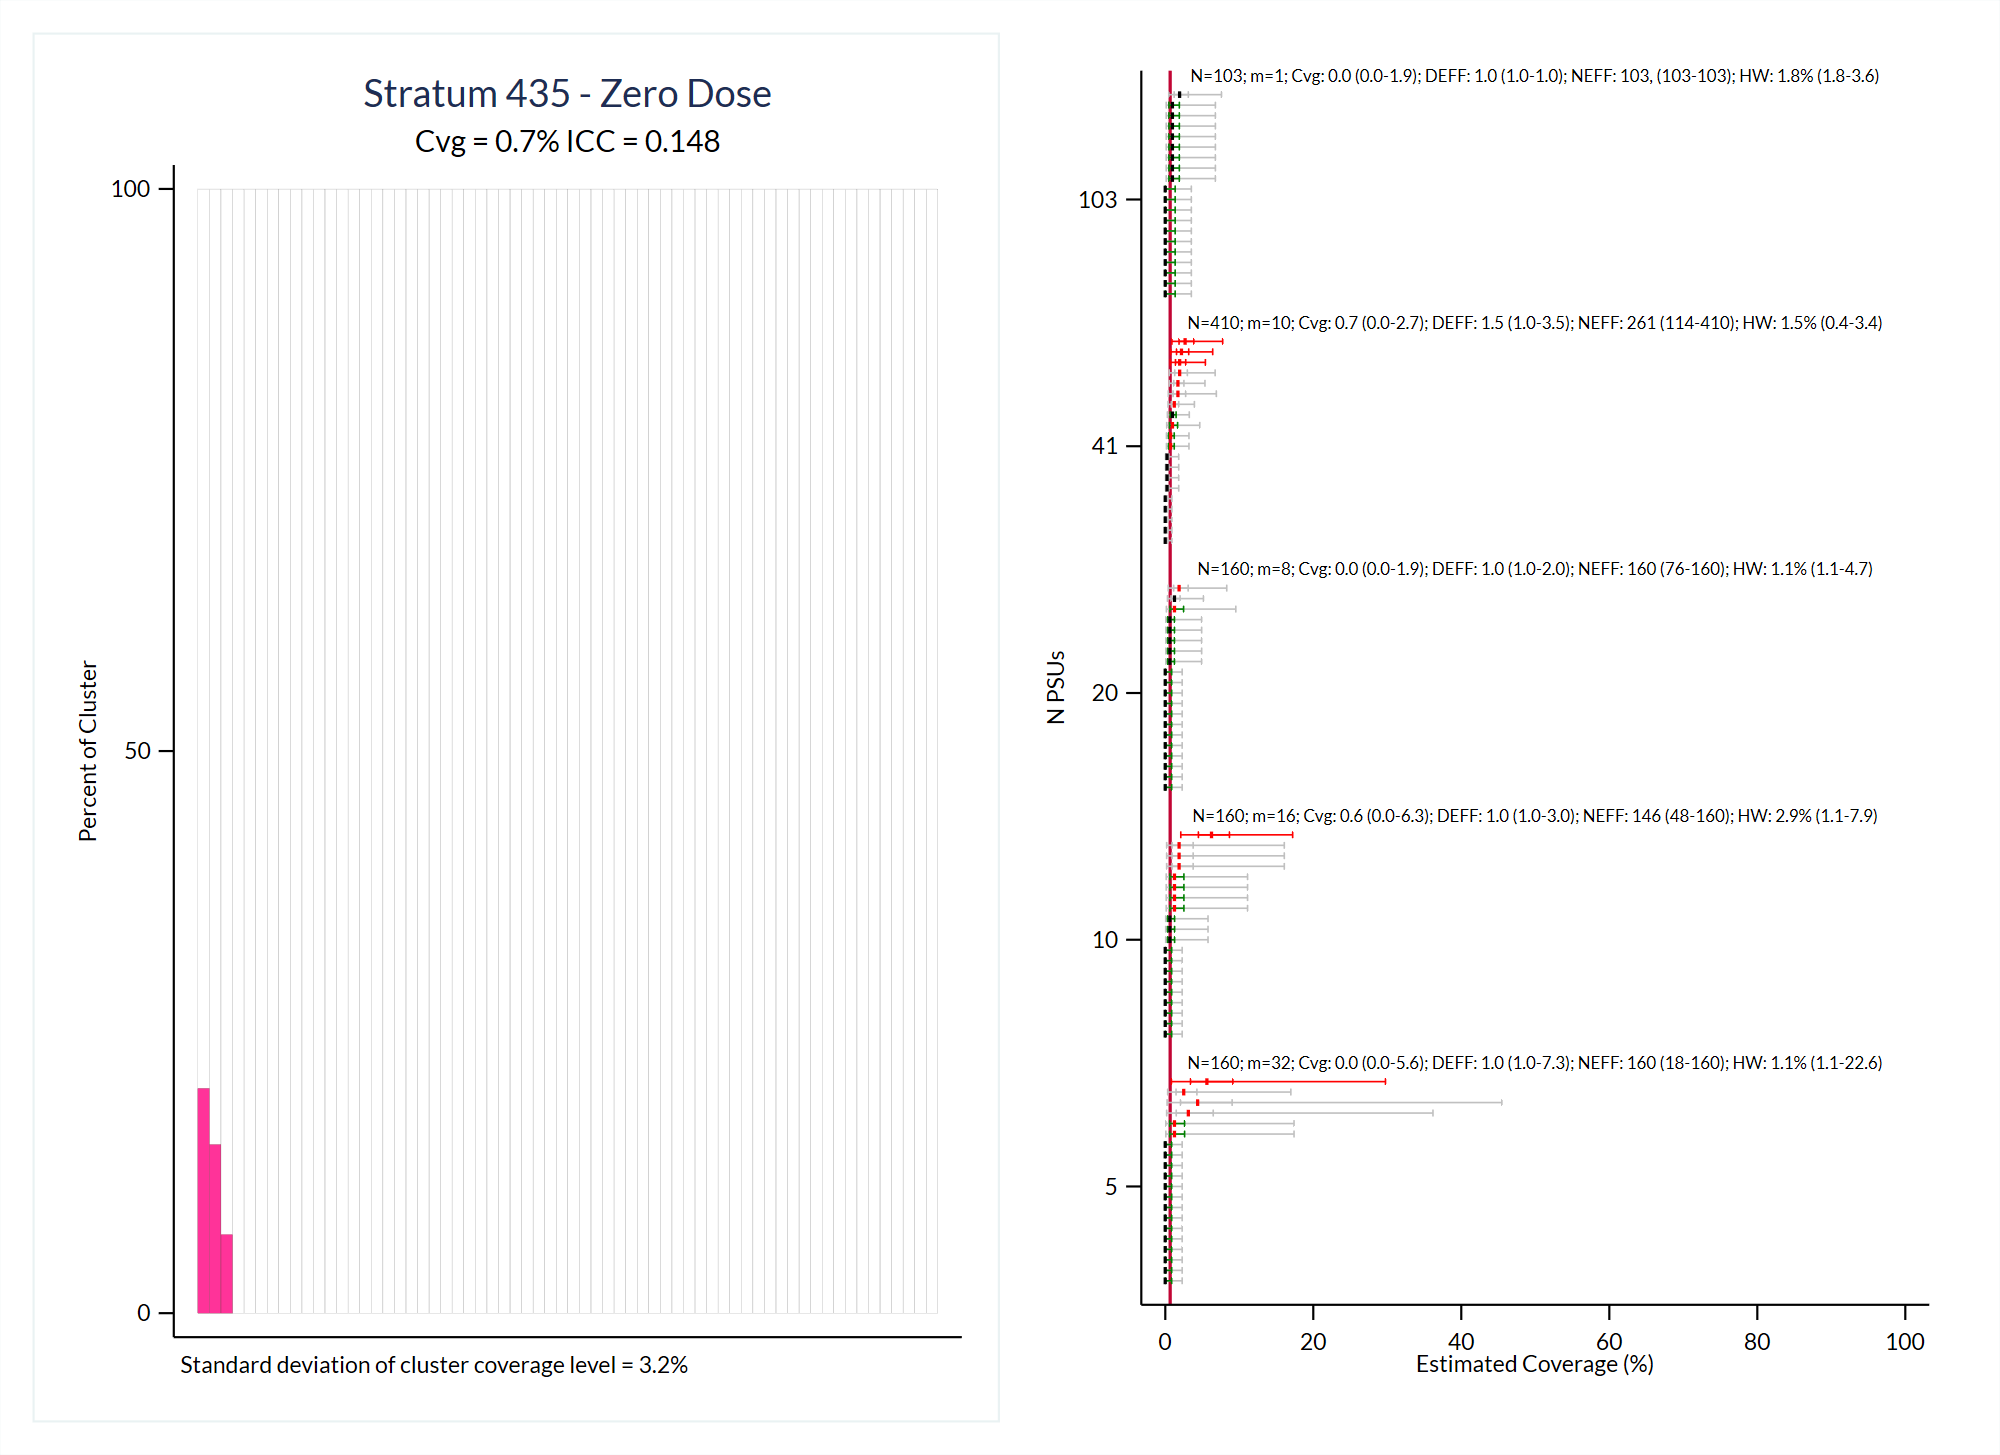 Stratum 435 - Zero Dose
Cvg = 0.7% ICC = 0.148
100
50
0
Percent of Cluster
Standard deviation of cluster coverage level = 3.2%
N=103; m=1; Cvg: 0.0 (0.0-1.9); DEFF: 1.0 (1.0-1.0); NEFF: 103, (103-103); HW: 1.8% (1.8-3.6)
103
N=410; m=10; Cvg: 0.7 (0.0-2.7); DEFF: 1.5 (1.0-3.5); NEFF: 261 (114-410); HW: 1.5% (0.4-3.4)
41
N=160; m=8; Cvg: 0.0 (0.0-1.9); DEFF: 1.0 (1.0-2.0); NEFF: 160 (76-160); HW: 1.1% (1.1-4.7)
20
N PSUs
N=160; m=16; Cvg: 0.6 (0.0-6.3); DEFF: 1.0 (1.0-3.0); NEFF: 146 (48-160); HW: 2.9% (1.1-7.9)
10
N=160; m=32; Cvg: 0.0 (0.0-5.6); DEFF: 1.0 (1.0-7.3); NEFF: 160 (18-160); HW: 1.1% (1.1-22.6)
5
0 20 40 60 80 100
Estimated Coverage (%)